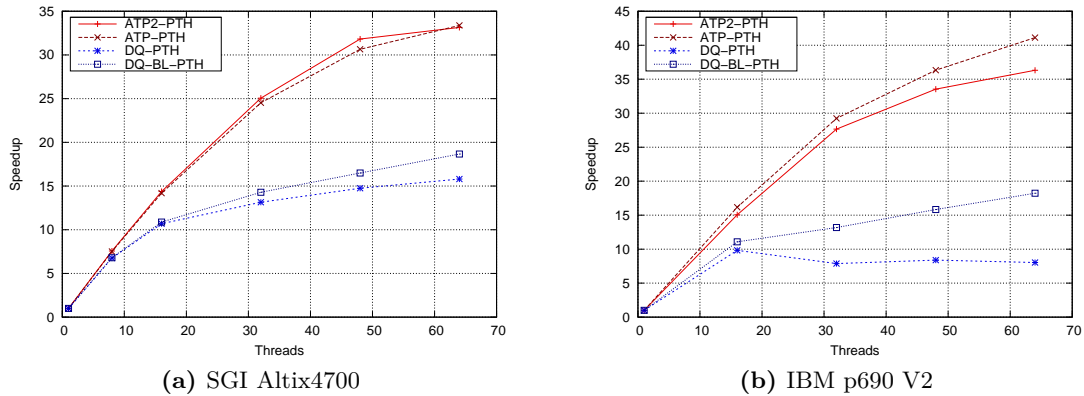 35
30
25
20
15
10
5
0
0 10 20 30 40 50 60 70
Speedup
Threads
ATP2-PTH
ATP-PTH
DQ-PTH
DQ-BL-PTH
(a) SGI Altix4700
45
40
35
30
25
20
15
10
5
0
0 10 20 30 40 50 60 70
Speedup
Threads
ATP2-PTH
ATP-PTH
DQ-PTH
DQ-BL-PTH
(b) IBM p690 V2